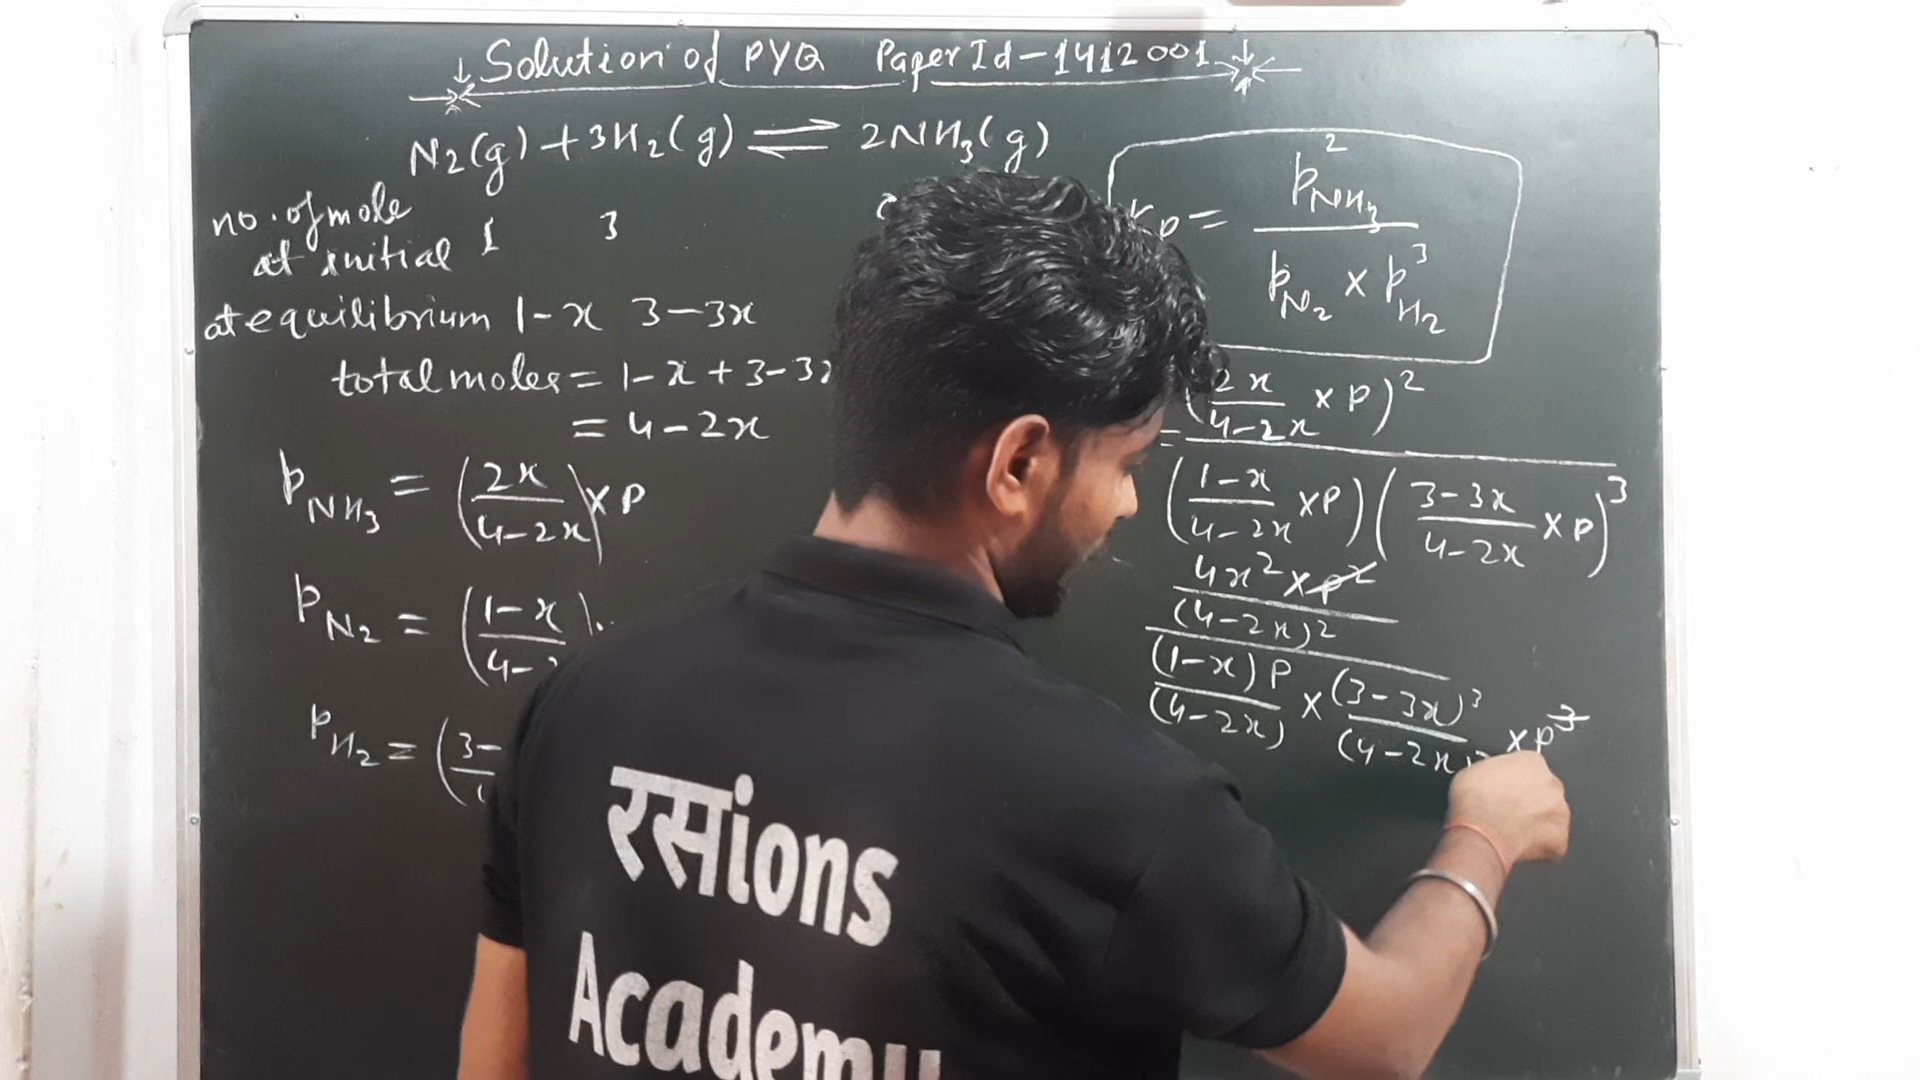 Solution of PYQ Paper Id-1412001
N2(g) + 3H2(g) ⇌ 2NH3(g)
no. of mole
at initial 1 3
at equilibrium 1-x 3-3x
total moles = 1-x+3-3
= 4-2x
pNH3 = (2x/4-2x) × P
pN2 = (1-x/4-
pH2 = (3-
Kp = p²NH3 / pN2 × p³H2
= (2x/4-2x × P)²
(1-x/4-2x × P) (3-3x/4-2x × P)³
4x² × P²
(4-2x)²
(1-x) P × (3-3x)³ × P³
(4-2x) (4-2x)
रसions
Academy